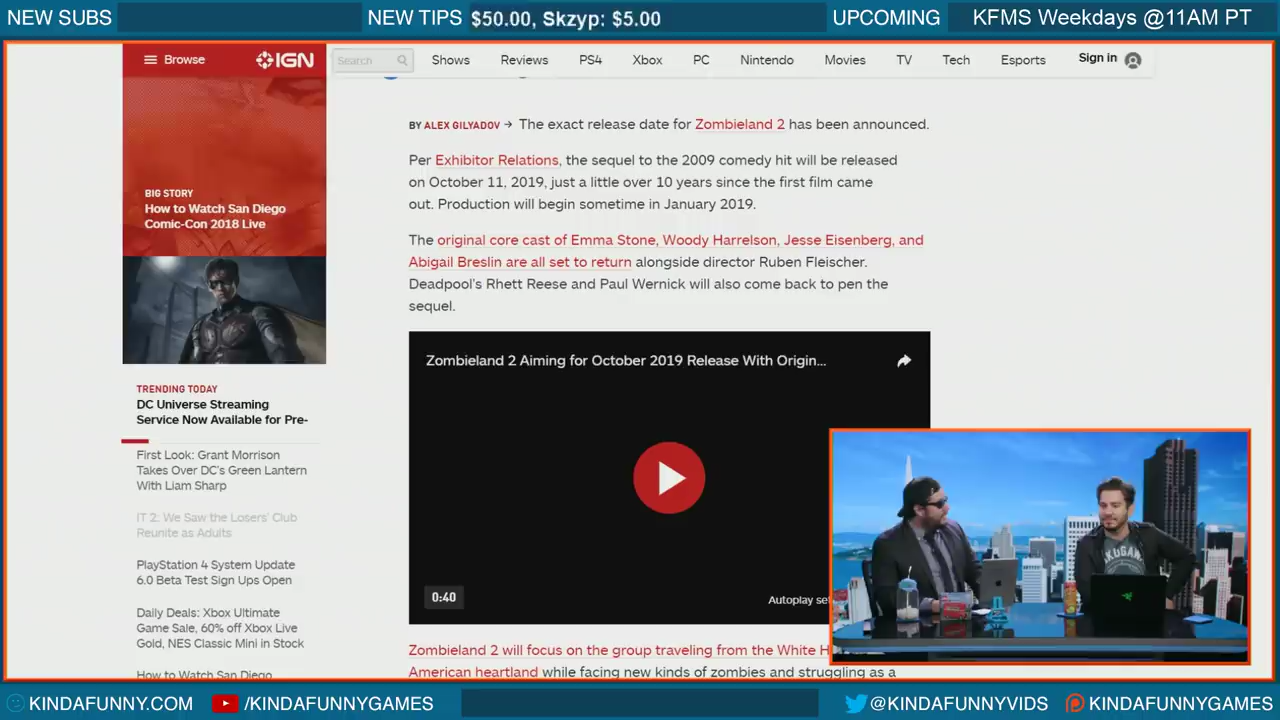 NEW SUBS
NEW TIPS
$50.00, Skzyp: $5.00
UPCOMING
KFMS Weekdays @11AM PT
Browse
IGN
Search
Shows
Reviews
PS4
Xbox
PC
Nintendo
Movies
TV
Tech
Esports
Sign in
BIG STORY
How to Watch San Diego
Comic-Con 2018 Live
TRENDING TODAY
DC Universe Streaming
Service Now Available for Pre-
First Look: Grant Morrison
Takes Over DC's Green Lantern
With Liam Sharp
IT 2: We Saw the Losers' Club
Reunite as Adults
PlayStation 4 System Update
6.0 Beta Test Sign Ups Open
Daily Deals: Xbox Ultimate
Game Sale, 60% off Xbox Live
Gold, NES Classic Mini in Stock
How to Watch San Diego
BY ALEX GILYADOV → The exact release date for Zombieland 2 has been announced.
Per Exhibitor Relations, the sequel to the 2009 comedy hit will be released
on October 11, 2019, just a little over 10 years since the first film came
out. Production will begin sometime in January 2019.
The original core cast of Emma Stone, Woody Harrelson, Jesse Eisenberg, and
Abigail Breslin are all set to return alongside director Ruben Fleischer.
Deadpool's Rhett Reese and Paul Wernick will also come back to pen the
sequel.
Zombieland 2 Aiming for October 2019 Release With Origin...
0:40
Autoplay
Zombieland 2 will focus on the group traveling from the White
American heartland while facing new kinds of zombies and struggling as a
KINDAFUNNY.COM
/KINDAFUNNYGAMES
@KINDAFUNNYVIDS
KINDAFUNNYGAMES